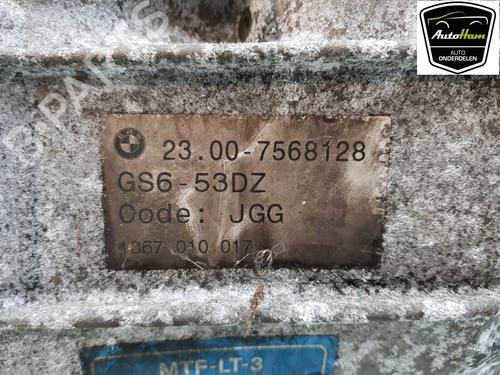 AutoHam
AUTO
ONDERDELEN
23.00-7568128
GS6-53DZ
Code: JGG
1067 010 017
MTF-LT-3